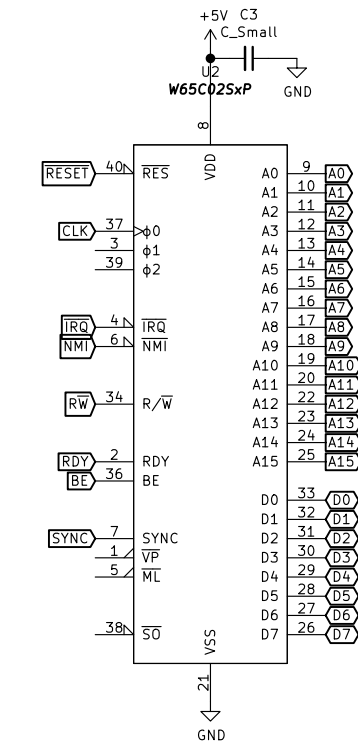 +5V C3
C_Small
U2
W65C02SxP
GND
8
VDD
RESET 40 RES
CLK 37 ϕ0
3 ϕ1
39 ϕ2
IRQ 4 IRQ
NMI 6 NMI
RW 34 R/W
RDY 2 RDY
BE 36 BE
SYNC 7 SYNC
1 VP
5 ML
38 SO
A0 9 A0
A1 10 A1
A2 11 A2
A3 12 A3
A4 13 A4
A5 14 A5
A6 15 A6
A7 16 A7
A8 17 A8
A9 18 A9
A10 19 A10
A11 20 A11
A12 22 A12
A13 23 A13
A14 24 A14
A15 25 A15
D0 33 D0
D1 32 D1
D2 31 D2
D3 30 D3
D4 29 D4
D5 28 D5
D6 27 D6
D7 26 D7
VSS
21
GND